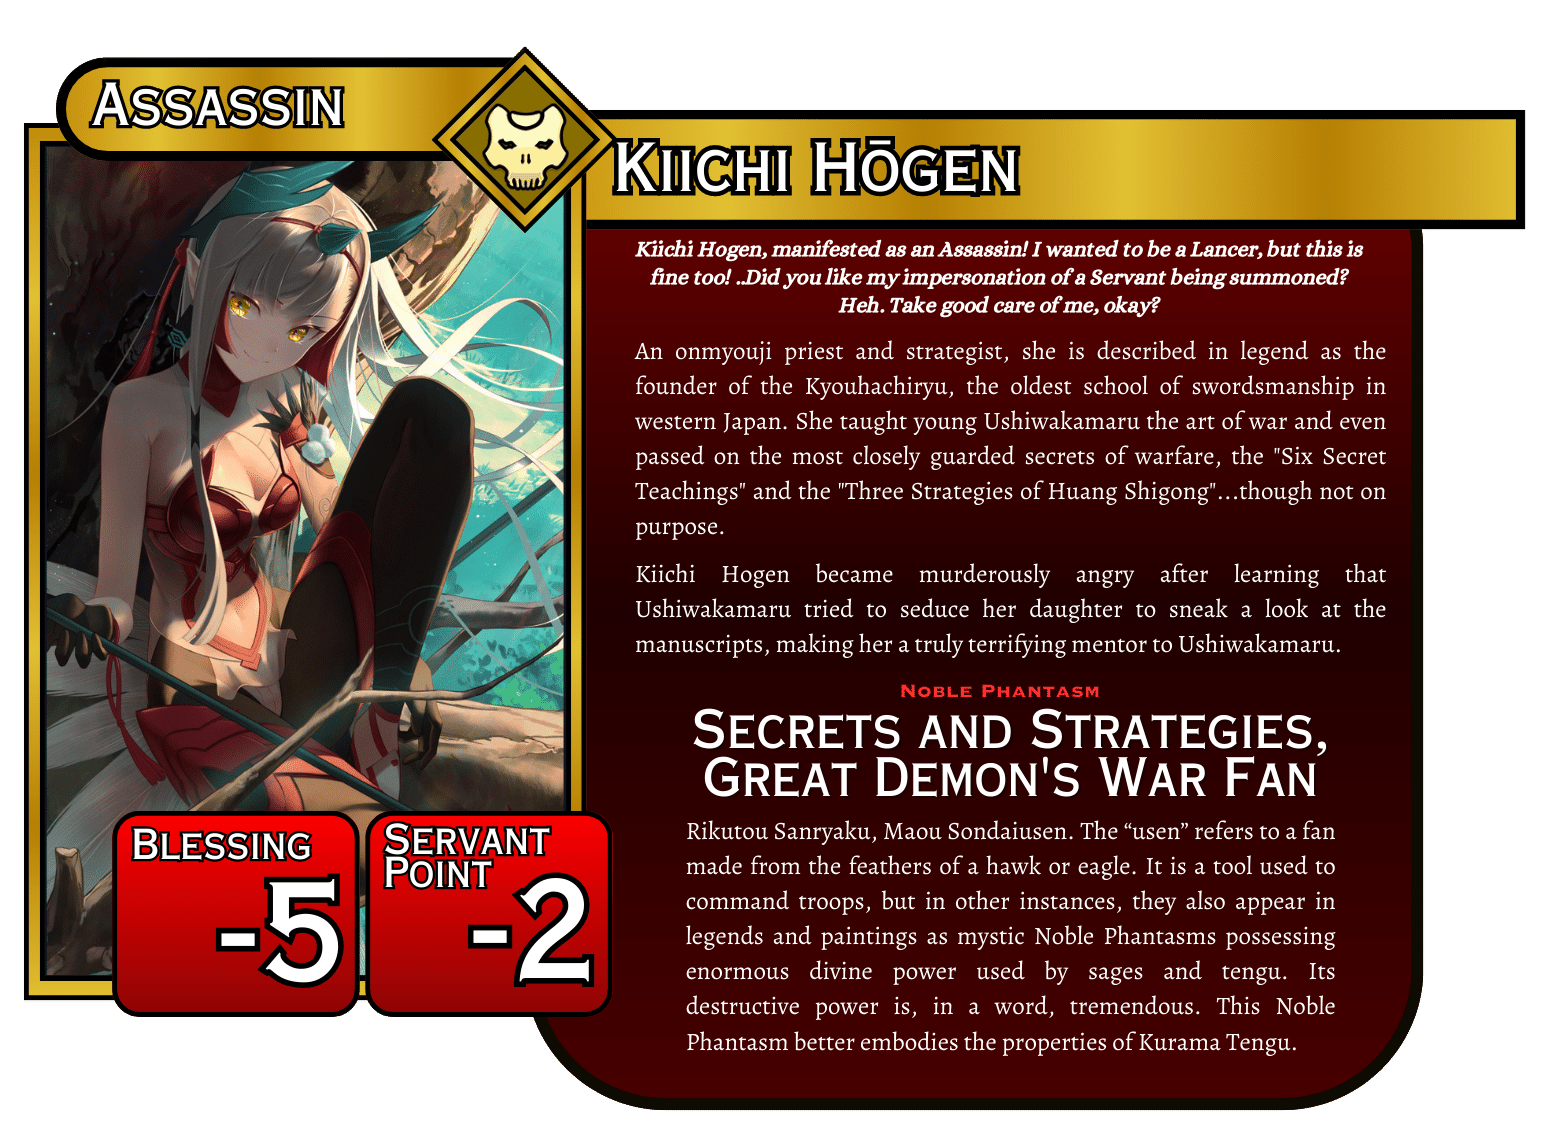 ASSASSIN
KIICHI HŌGEN
Kiichi Hogen, manifested as an Assassin! I wanted to be a Lancer, but this is
fine too! ..Did you like my impersonation of a Servant being summoned?
Heh. Take good care of me, okay?
An onmyouji priest and strategist, she is described in legend as the
founder of the Kyouhachiryu, the oldest school of swordsmanship in
western Japan. She taught young Ushiwakamaru the art of war and even
passed on the most closely guarded secrets of warfare, the "Six Secret
Teachings" and the "Three Strategies of Huang Shigong"...though not on
purpose.
Kiichi Hogen became murderously angry after learning that
Ushiwakamaru tried to seduce her daughter to sneak a look at the
manuscripts, making her a truly terrifying mentor to Ushiwakamaru.
NOBLE PHANTASM
SECRETS AND STRATEGIES,
GREAT DEMON'S WAR FAN
Rikutou Sanryaku, Maou Sondaiusen. The “usen” refers to a fan
made from the feathers of a hawk or eagle. It is a tool used to
command troops, but in other instances, they also appear in
legends and paintings as mystic Noble Phantasms possessing
enormous divine power used by sages and tengu. Its
destructive power is, in a word, tremendous. This Noble
Phantasm better embodies the properties of Kurama Tengu.
BLESSING
-5
SERVANT
POINT
-2